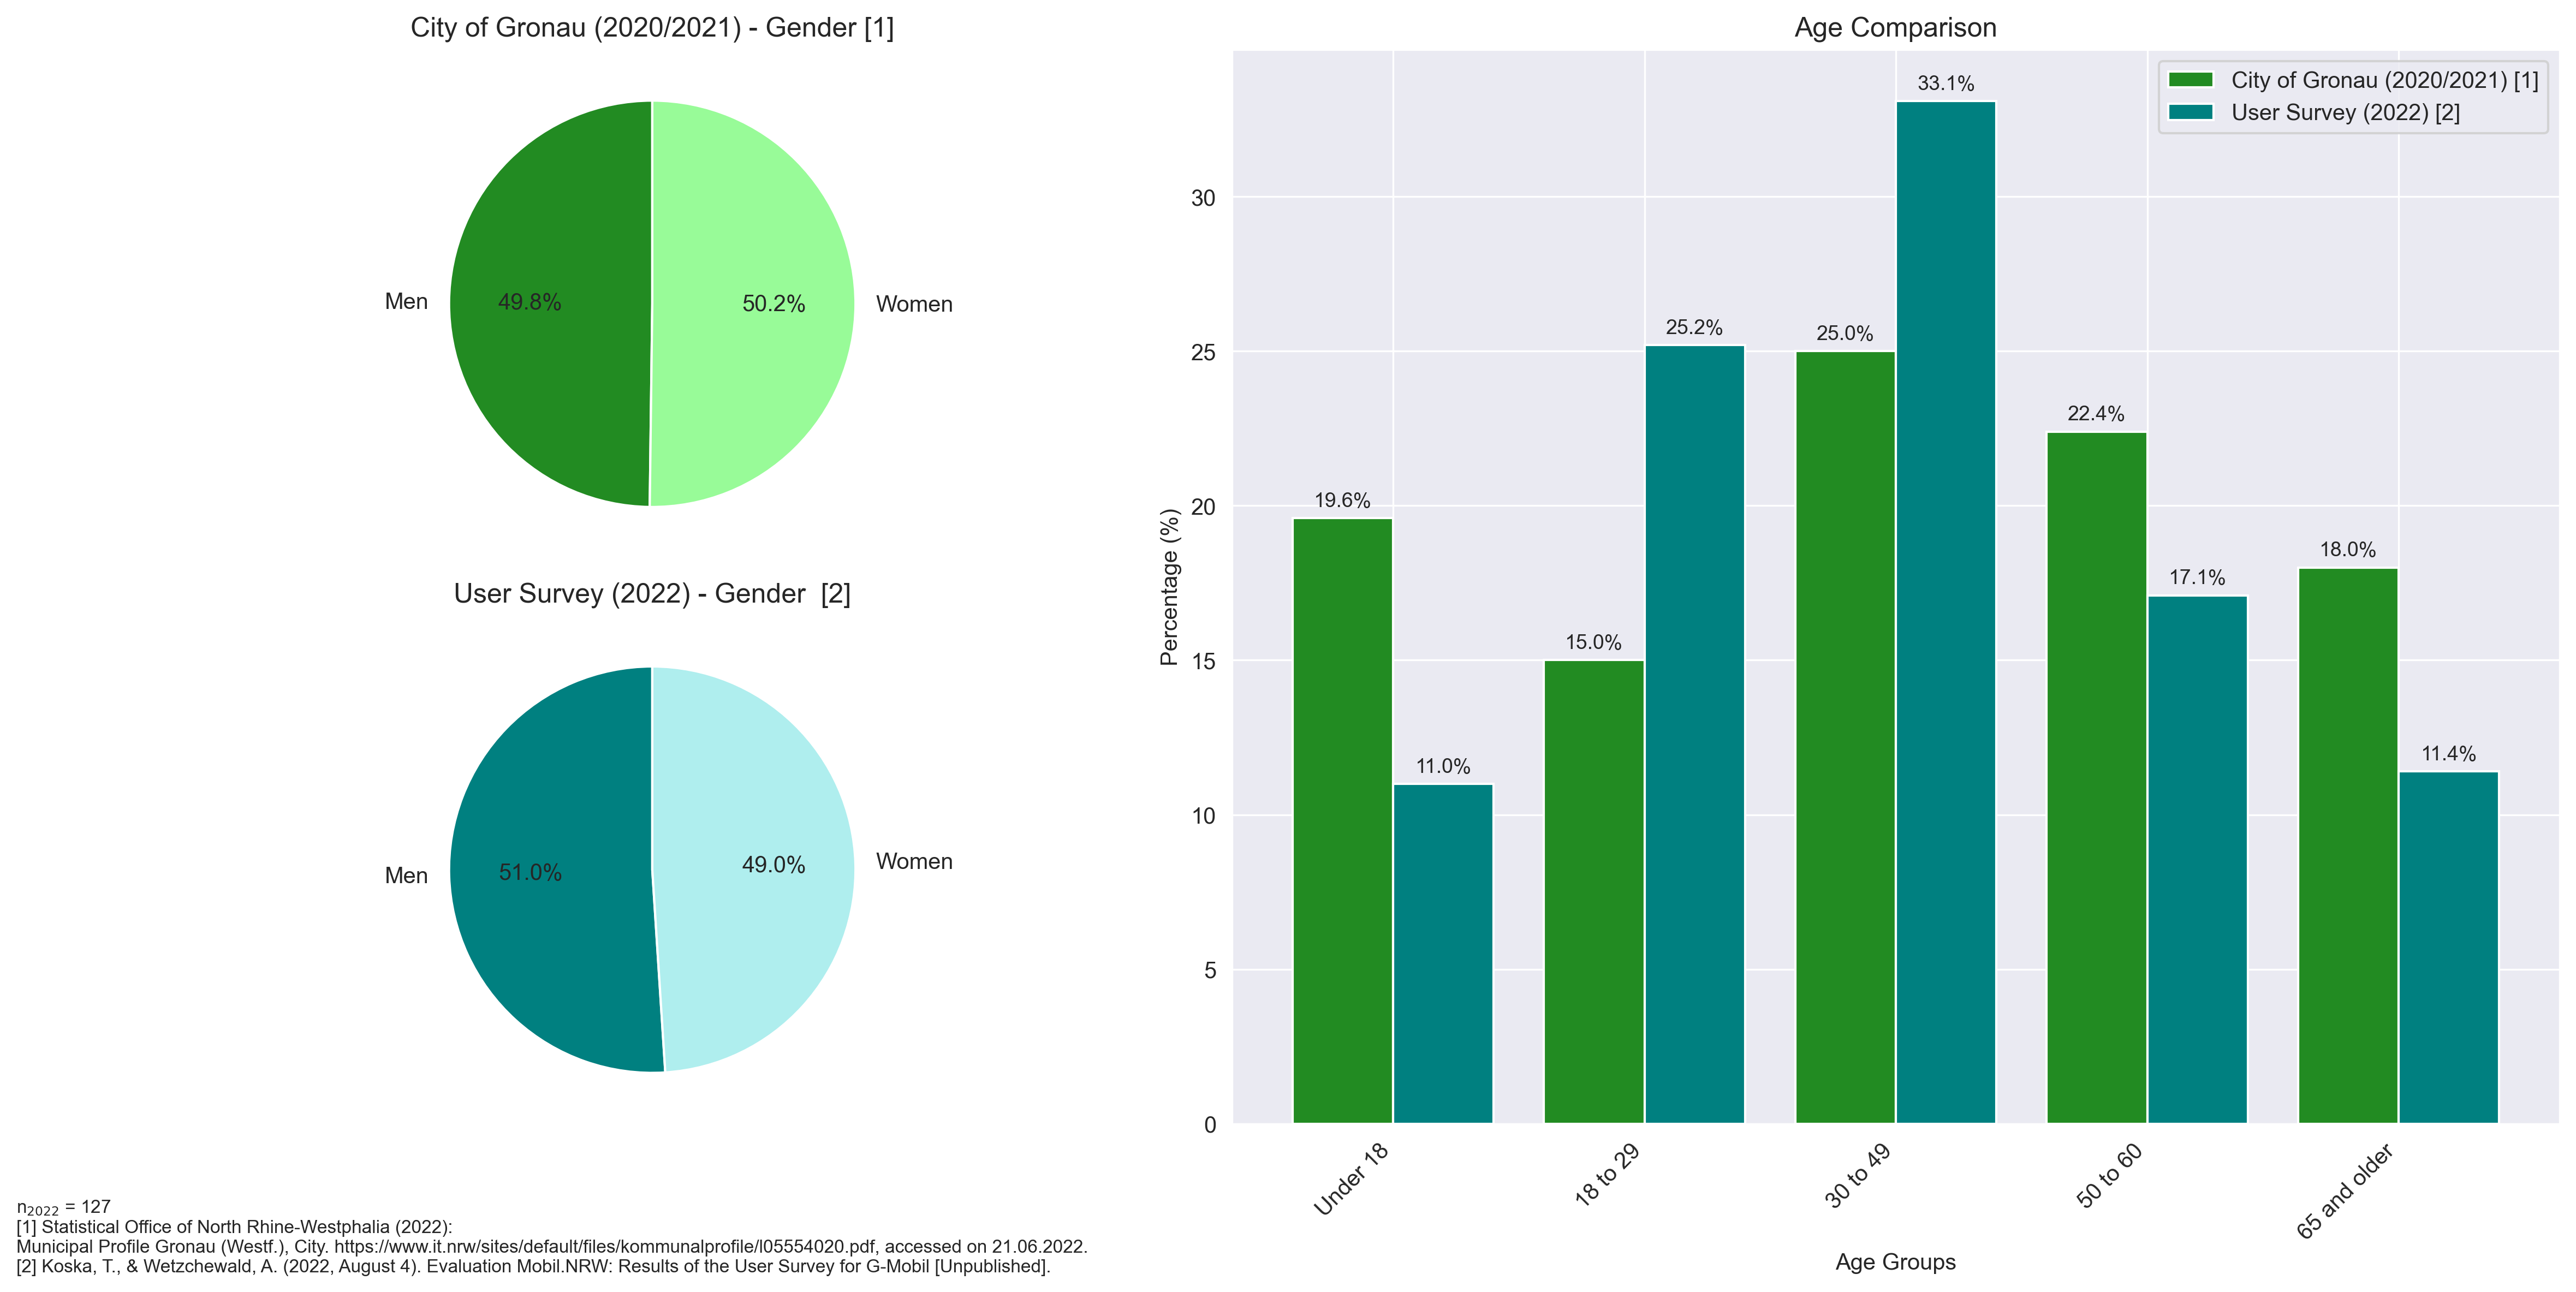 City of Gronau (2020/2021) - Gender [1]
Men
49.8%
50.2%
Women
User Survey (2022) - Gender  [2]
Men
51.0%
49.0%
Women
Age Comparison
City of Gronau (2020/2021) [1]
User Survey (2022) [2]
Percentage (%)
30
25
20
15
10
5
0
19.6%
11.0%
15.0%
25.2%
25.0%
33.1%
22.4%
17.1%
18.0%
11.4%
Under 18
18 to 29
30 to 49
50 to 60
65 and older
Age Groups
n2022 = 127
[1] Statistical Office of North Rhine-Westphalia (2022):
Municipal Profile Gronau (Westf.), City. https://www.it.nrw/sites/default/files/kommunalprofile/l05554020.pdf, accessed on 21.06.2022.
[2] Koska, T., & Wetzchewald, A. (2022, August 4). Evaluation Mobil.NRW: Results of the User Survey for G-Mobil [Unpublished].